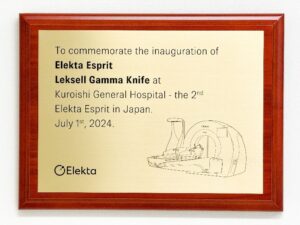 To commemorate the inauguration of
Elekta Esprit
Leksell Gamma Knife at
Kuroishi General Hospital - the 2nd
Elekta Esprit in Japan.
July 1st, 2024.
Elekta